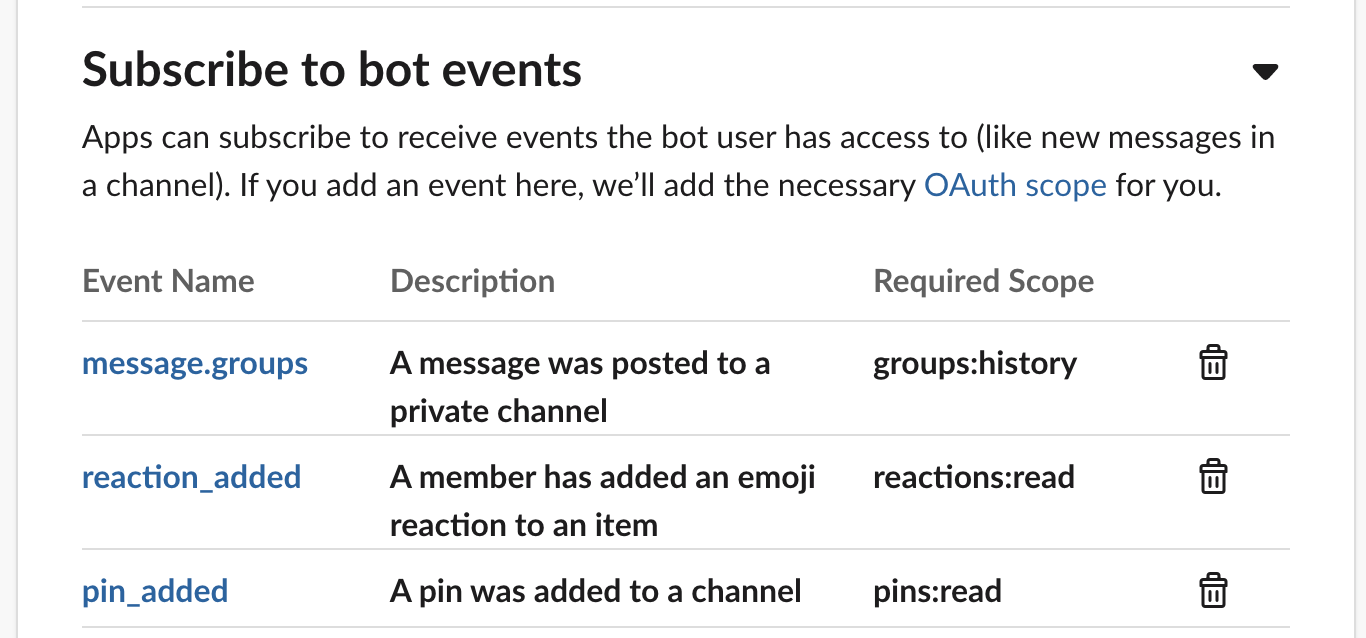 Subscribe to bot events
Apps can subscribe to receive events the bot user has access to (like new messages in
a channel). If you add an event here, we’ll add the necessary OAuth scope for you.
Event Name Description Required Scope
message.groups A message was posted to a groups:history
private channel
reaction_added A member has added an emoji reactions:read
reaction to an item
pin_added A pin was added to a channel pins:read